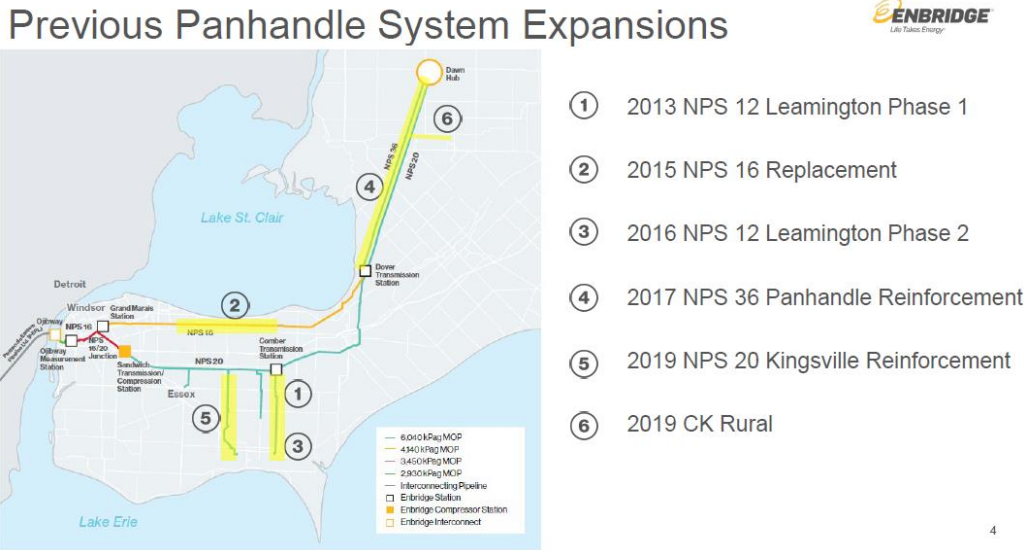 Previous Panhandle System Expansions
ENBRIDGE
Life Takes Energy
Dawn
Hub
6
NPS 36
NPS 20
4
Lake St. Clair
Dover
Transmission
Station
Detroit
2
Windsor
Grand Marais
Station
Ojibway
NPS 16
NPS 16
NPS
16/20
Junction
Ojibway
Measurement
Station
Comber
Transmission
Station
Sandwich
Transmission/
Compression
Station
NPS 20
Essex
1
5
3
6,040 kPag MOP
4,140 kPag MOP
3,450 kPag MOP
2,930 kPag MOP
Interconnecting Pipeline
Enbridge Station
Enbridge Compressor Station
Enbridge Interconnect
Lake Erie
1 2013 NPS 12 Leamington Phase 1
2 2015 NPS 16 Replacement
3 2016 NPS 12 Leamington Phase 2
4 2017 NPS 36 Panhandle Reinforcement
5 2019 NPS 20 Kingsville Reinforcement
6 2019 CK Rural
4